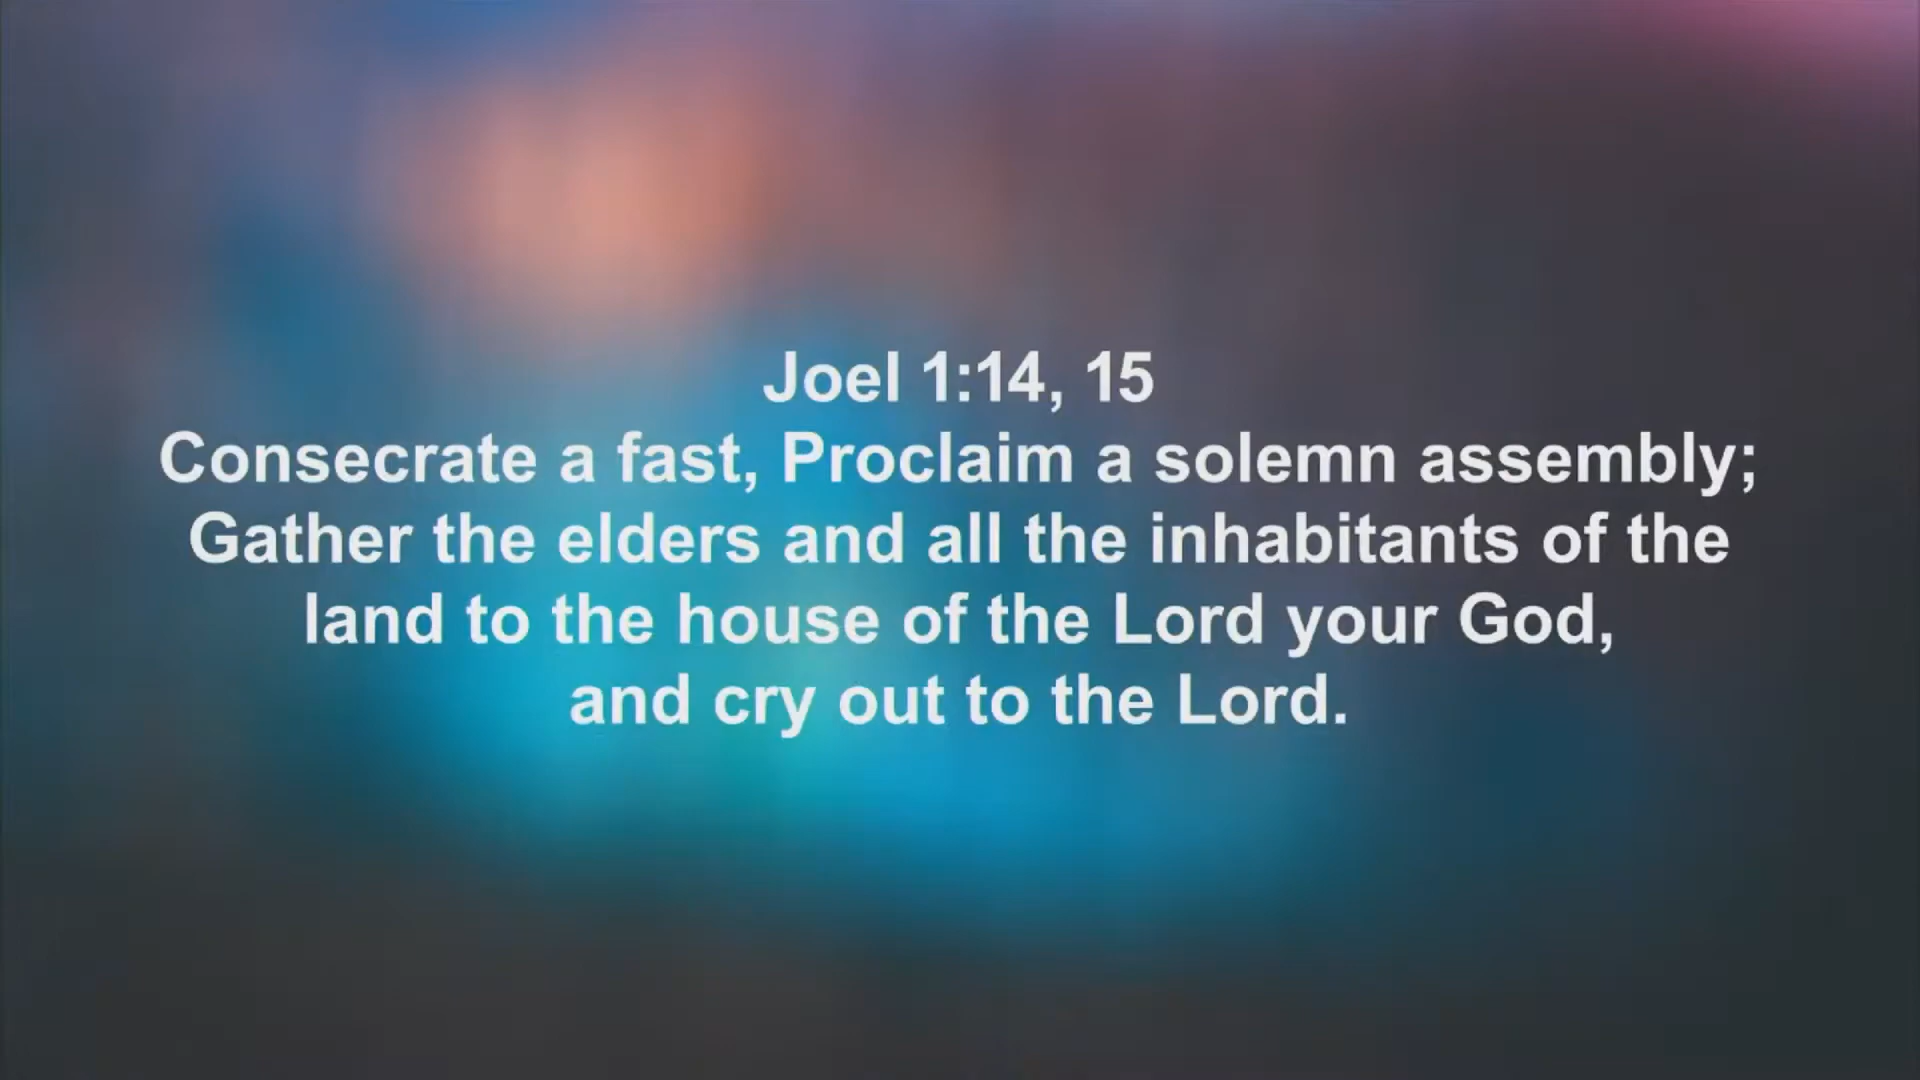 Joel 1:14, 15
Consecrate a fast, Proclaim a solemn assembly;
Gather the elders and all the inhabitants of the
land to the house of the Lord your God,
and cry out to the Lord.